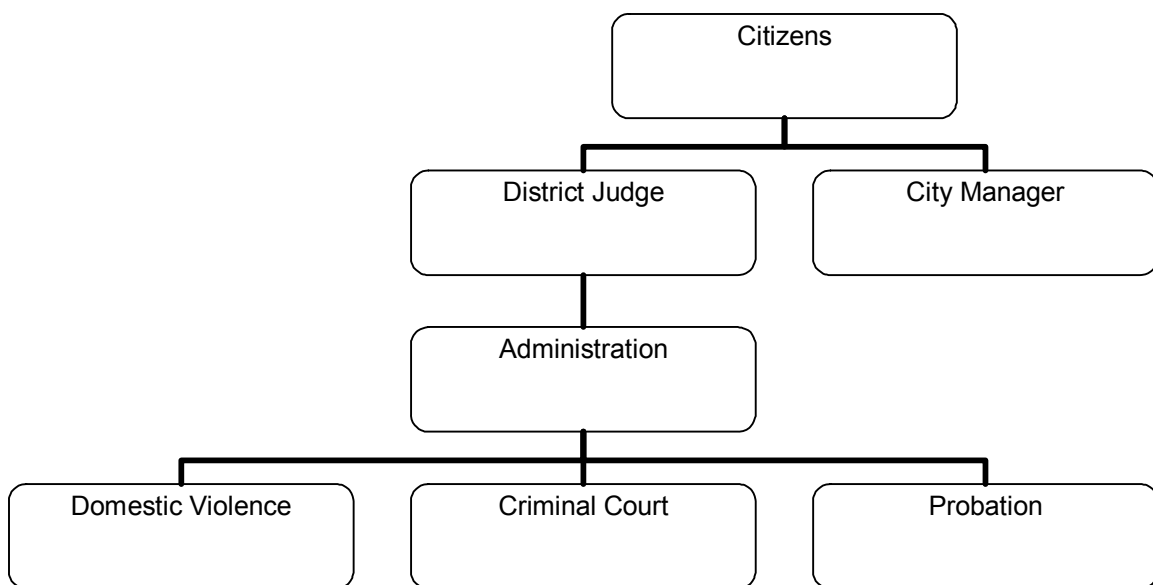 Citizens
District Judge
City Manager
Administration
Domestic Violence
Criminal Court
Probation